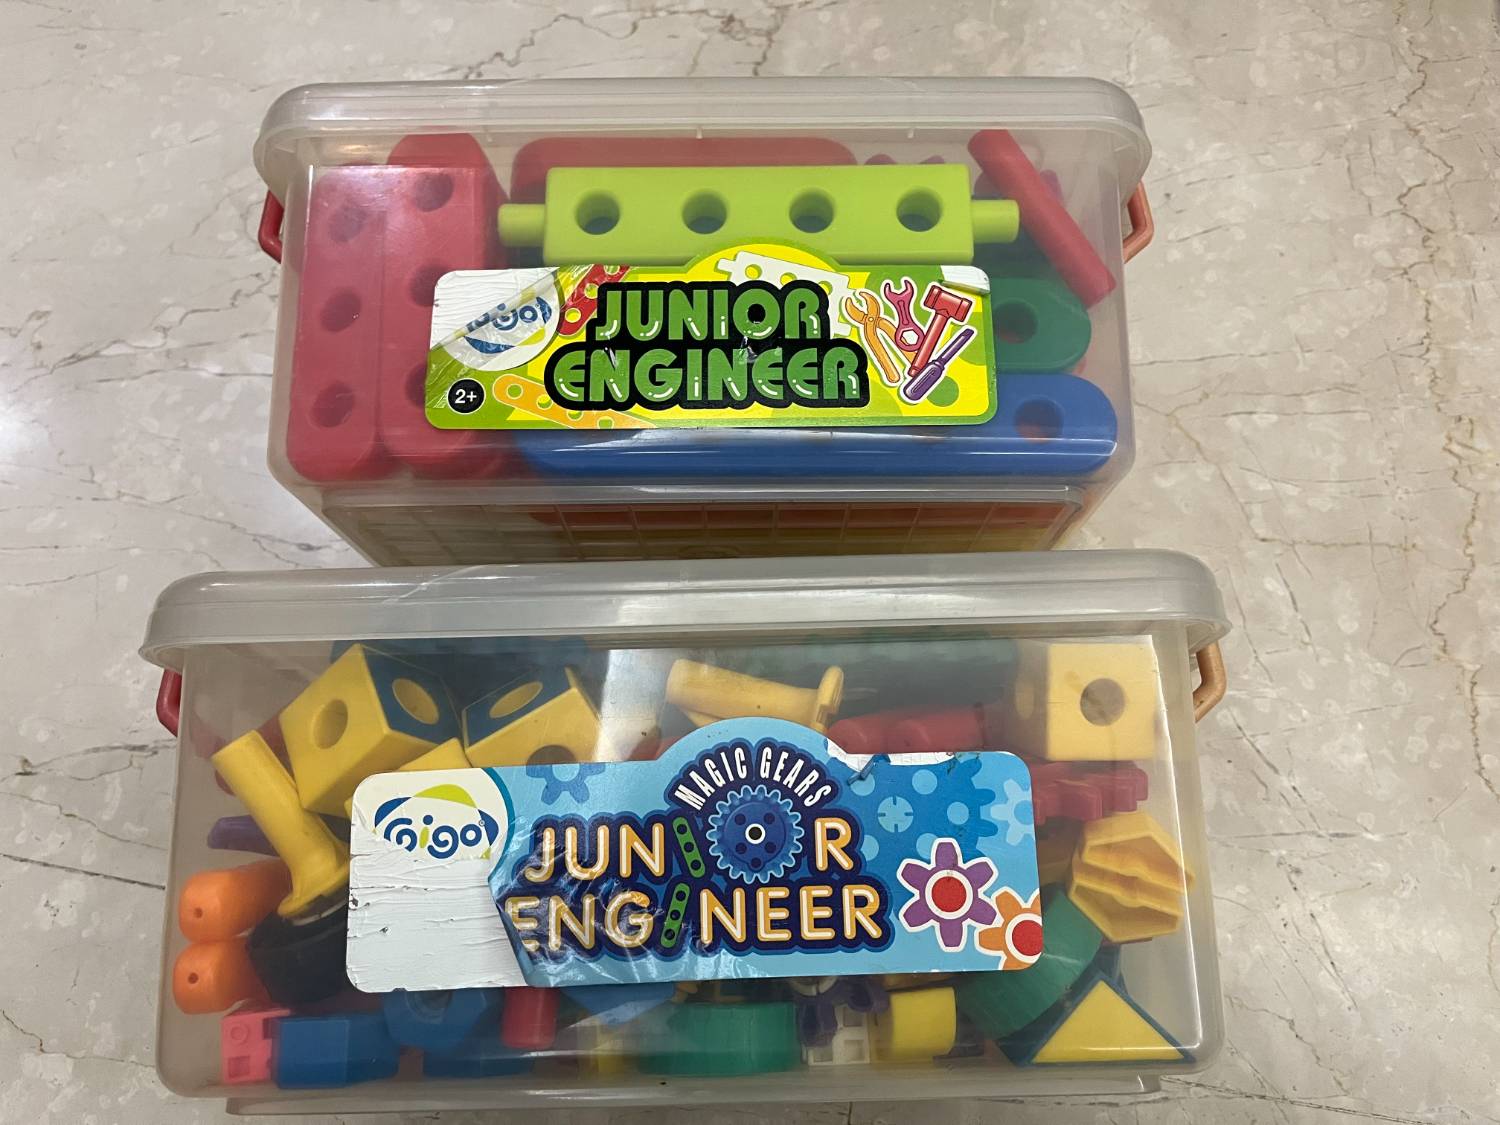 gigo
JUNIOR
ENGINEER
2+
gigo
MAGIC GEARS
JUNIOR
ENGINEER